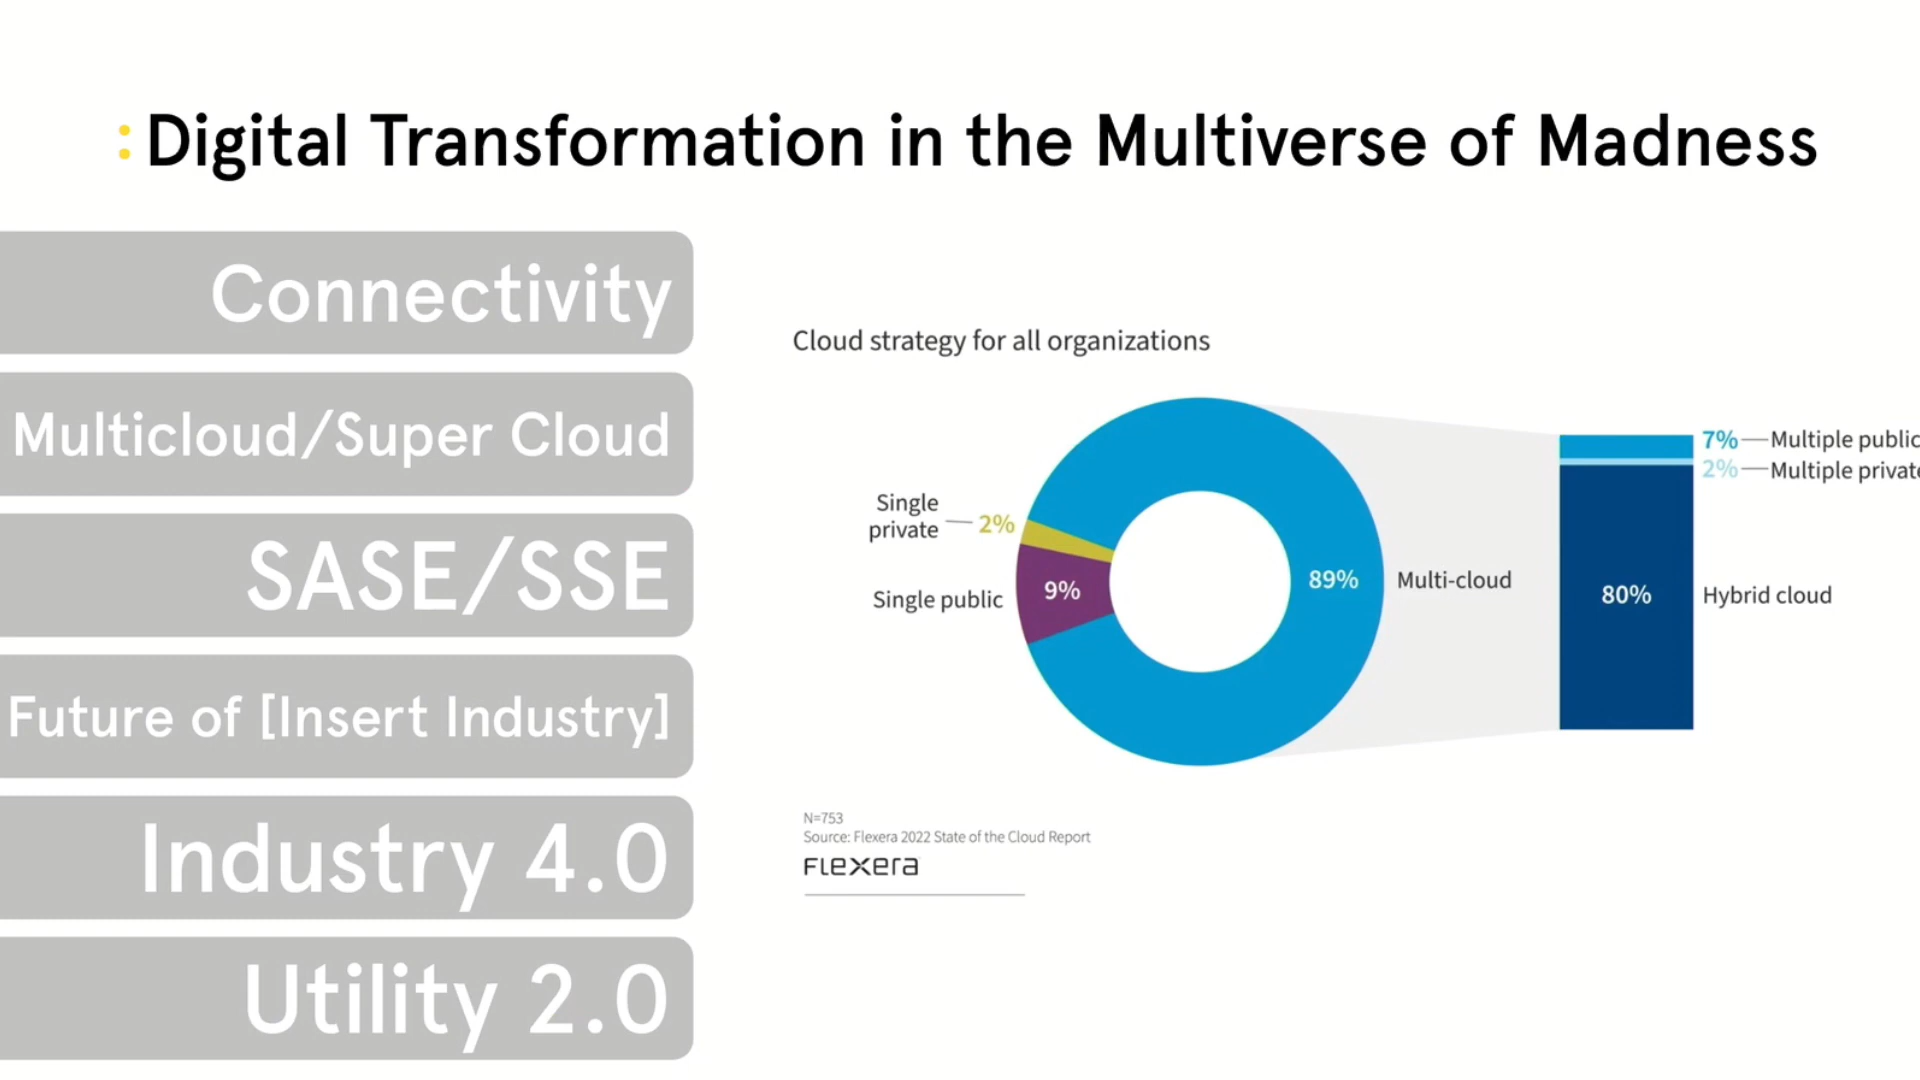 : Digital Transformation in the Multiverse of Madness
Connectivity
Multicloud/Super Cloud
SASE/SSE
Future of [Insert Industry]
Industry 4.0
Utility 2.0
Cloud strategy for all organizations
Single
private
2%
Single public
9%
89%
Multi-cloud
7%
Multiple public
2%
Multiple private
80%
Hybrid cloud
N=753
Source: Flexera 2022 State of the Cloud Report
FLEXERA